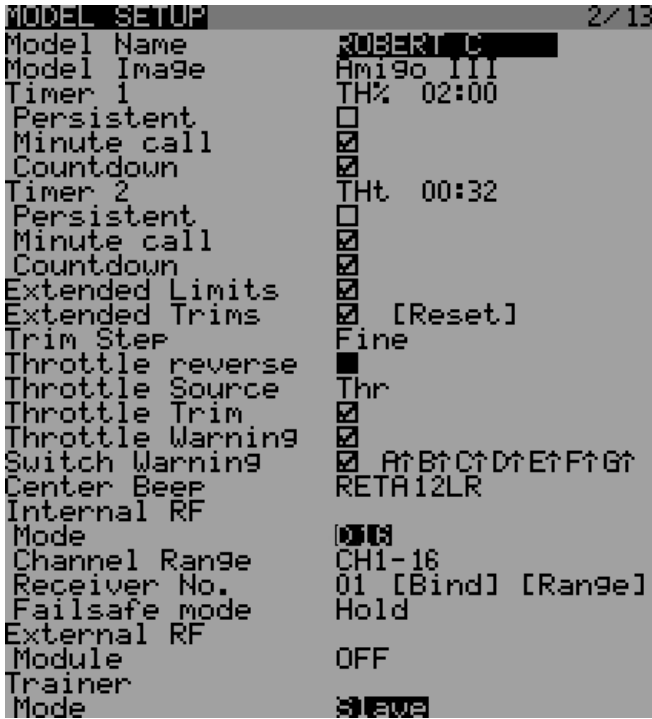 MODEL SETUP 2/13
Model Name ROBERT C
Model Image Amigo III
Timer 1 TH% 02:00
Persistent
Minute call
Countdown
Timer 2 THt 00:32
Persistent
Minute call
Countdown
Extended Limits
Extended Trims [Reset]
Trim Step Fine
Throttle reverse
Throttle Source Thr
Throttle Trim
Throttle Warning
Switch Warning A↑B↑C↑D↑E↑F↑G↑
Center Beep RETA12LR
Internal RF
Mode D16
Channel Range CH1-16
Receiver No. 01 [Bind] [Range]
Failsafe mode Hold
External RF
Module OFF
Trainer
Mode Slave